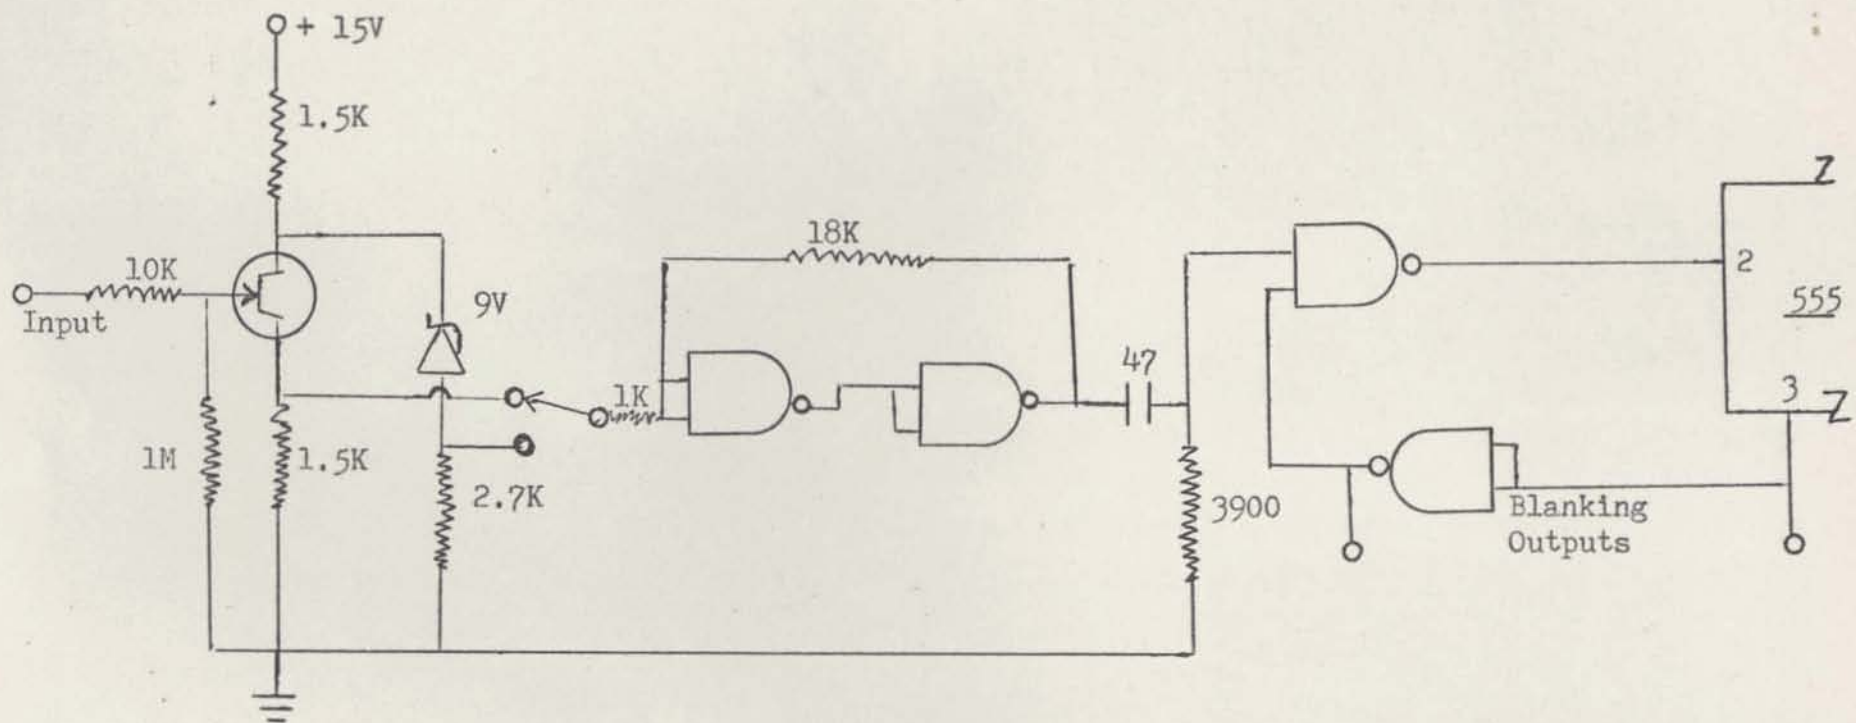 + 15V
1.5K
10K
Input
9V
18K
1K
1M
1.5K
2.7K
47
3900
2
555
3
Blanking
Outputs